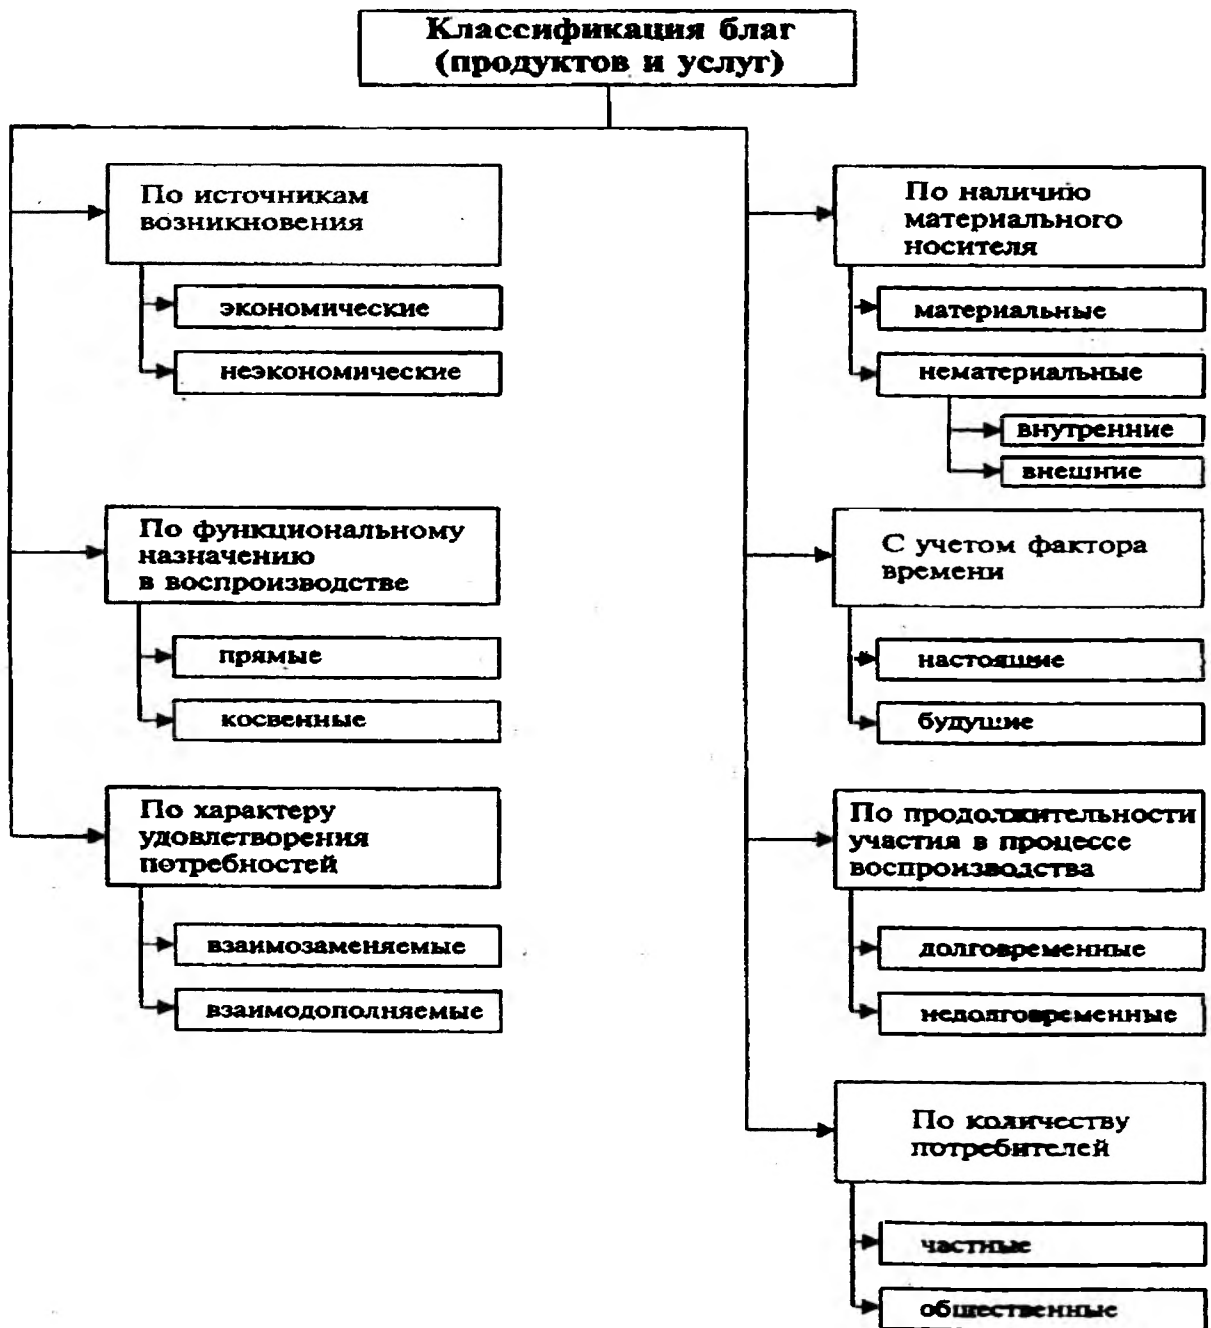 Классификация благ
(продуктов и услуг)
По источникам
возникновения
экономические
неэкономические
По функциональному
назначению
в воспроизводстве
прямые
косвенные
По характеру
удовлетворения
потребностей
взаимозаменяемые
взаимодополняемые
По наличию
материального
носителя
материальные
нематериальные
внутренние
внешние
С учетом фактора
времени
настоящие
будущие
По продолжительности
участия в процессе
воспроизводства
долговременные
недолговременные
По количеству
потребителей
частные
общественные